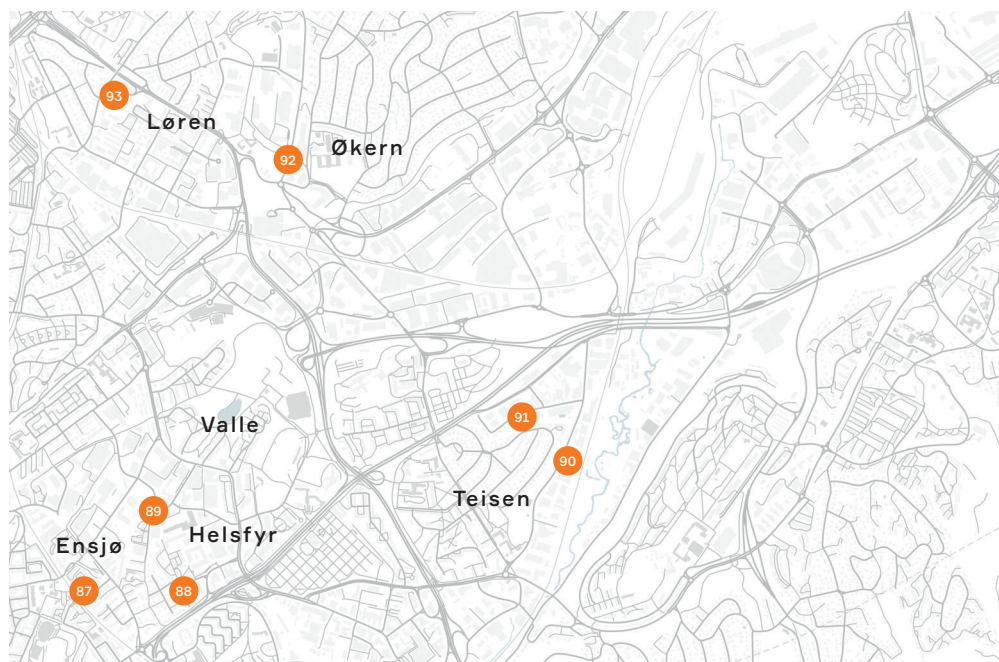 93
Løren
92
Økern
91
Valle
90
Teisen
89
Helsfyr
Ensjø
87
88